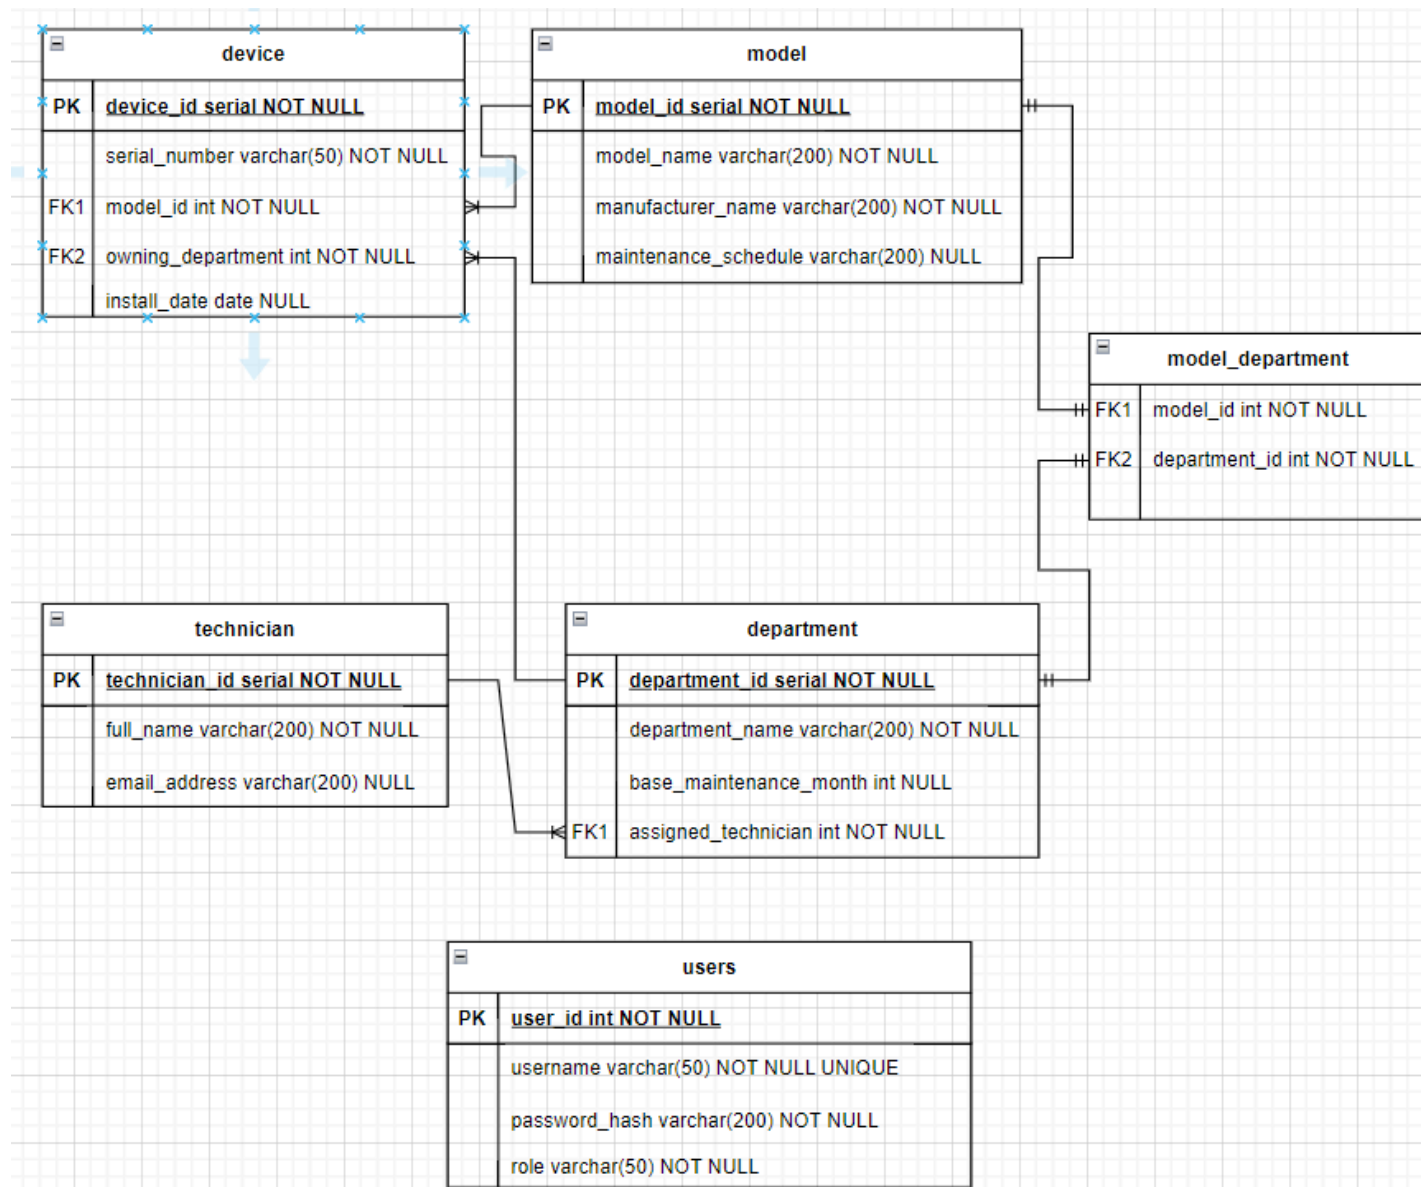 device
PK device_id serial NOT NULL
serial_number varchar(50) NOT NULL
FK1 model_id int NOT NULL
FK2 owning_department int NOT NULL
install_date date NULL
model
PK model_id serial NOT NULL
model_name varchar(200) NOT NULL
manufacturer_name varchar(200) NOT NULL
maintenance_schedule varchar(200) NULL
model_department
FK1 model_id int NOT NULL
FK2 department_id int NOT NULL
technician
PK technician_id serial NOT NULL
full_name varchar(200) NOT NULL
email_address varchar(200) NULL
department
PK department_id serial NOT NULL
department_name varchar(200) NOT NULL
base_maintenance_month int NULL
FK1 assigned_technician int NOT NULL
users
PK user_id int NOT NULL
username varchar(50) NOT NULL UNIQUE
password_hash varchar(200) NOT NULL
role varchar(50) NOT NULL